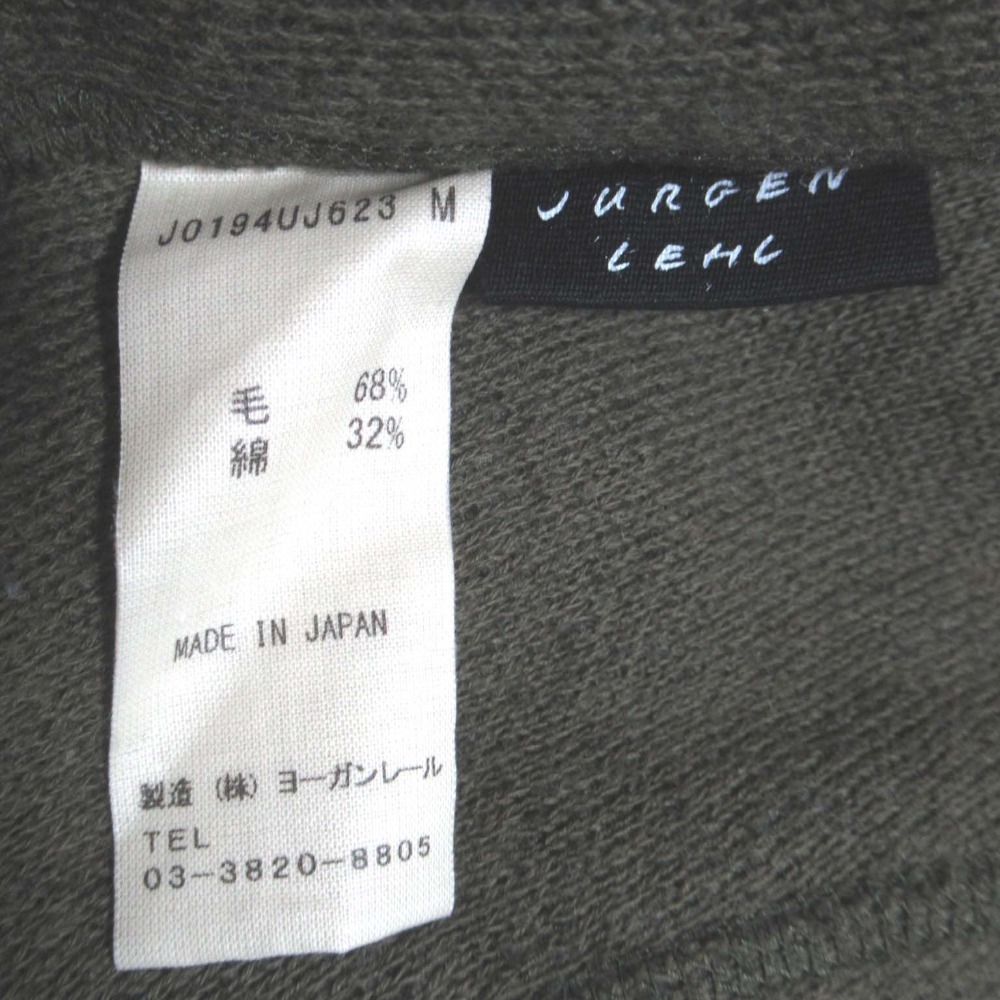 J0194UJ623 M
毛 68%
綿 32%
MADE IN JAPAN
製造 (株) ヨーガンレール
TEL
03-3820-8805
JURGEN
LEHL